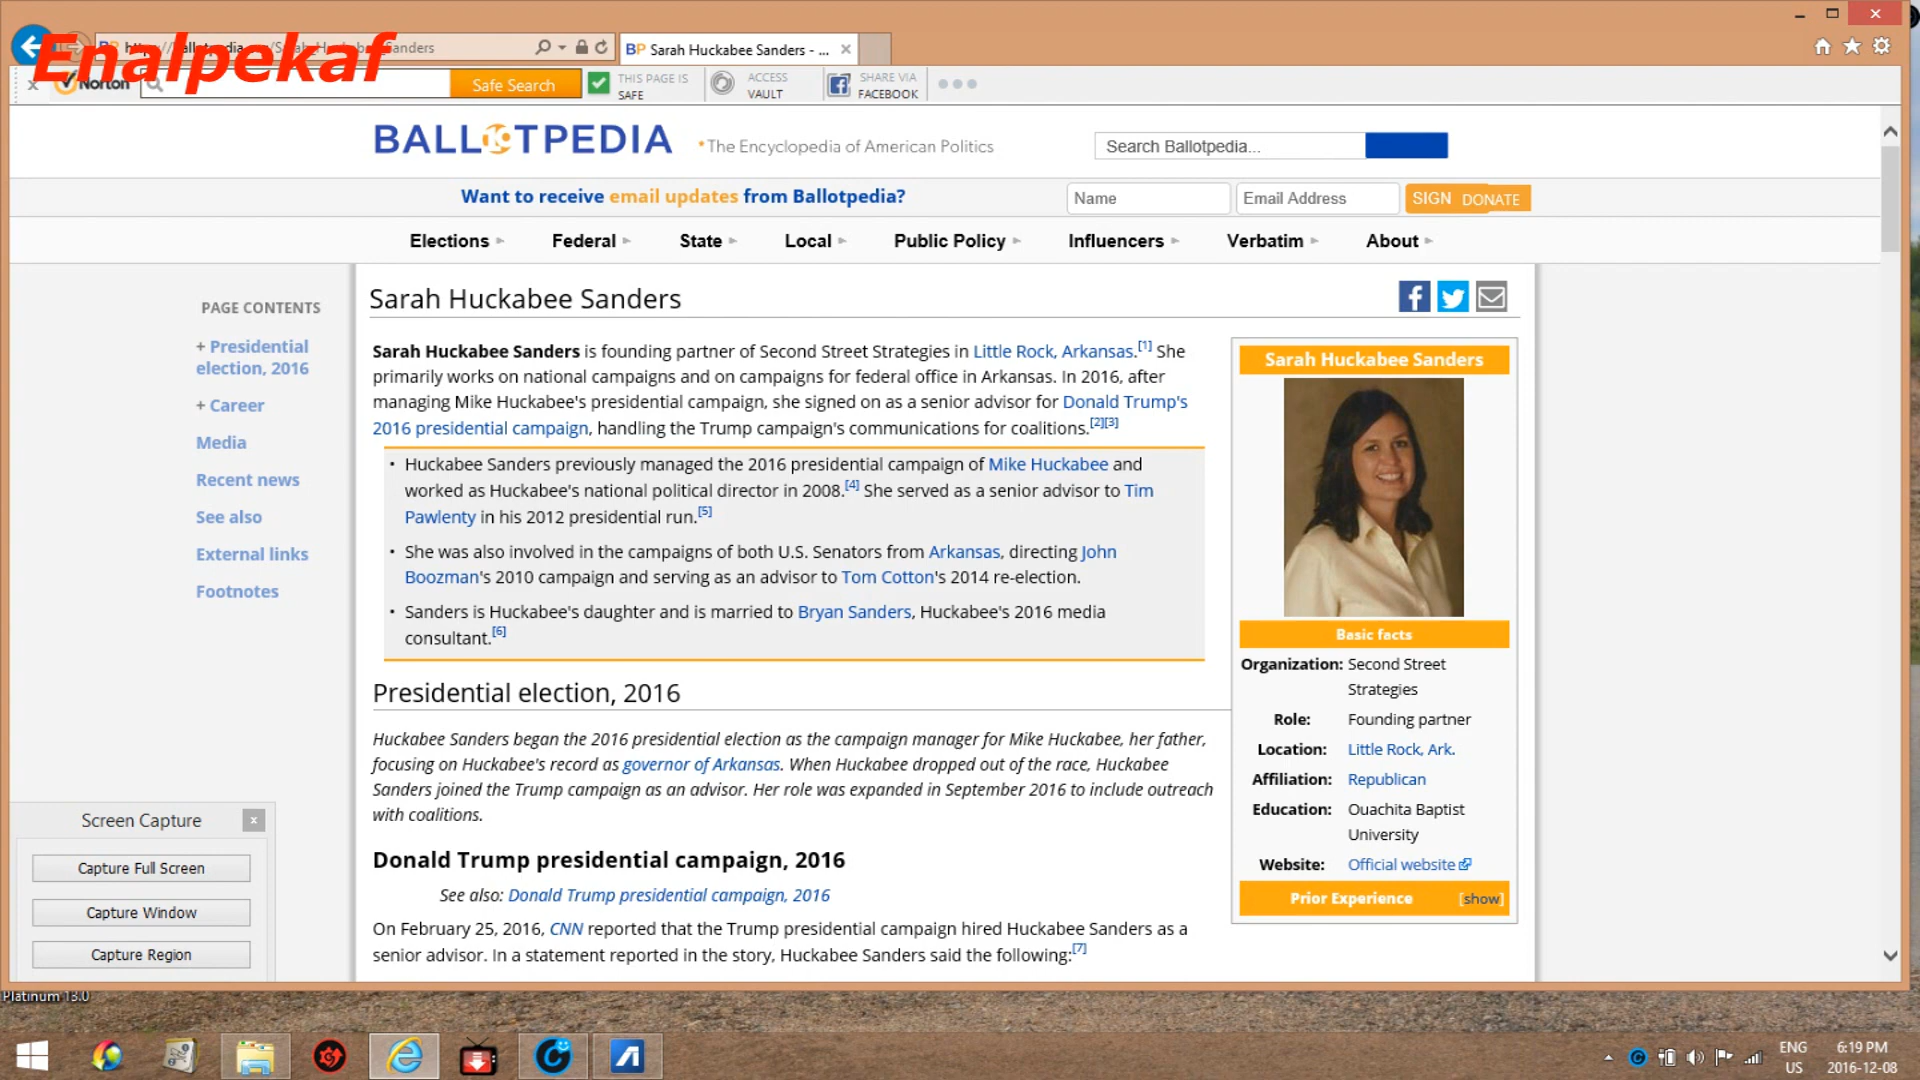 Enalpekaf
Sarah Huckabee Sanders - ...
Norton
Safe Search
THIS PAGE IS
SAFE
ACCESS
VAULT
SHARE VIA
FACEBOOK
BALLOTPEDIA
The Encyclopedia of American Politics
Search Ballotpedia...
Want to receive email updates from Ballotpedia?
Name
Email Address
SIGN
DONATE
Elections
Federal
State
Local
Public Policy
Influencers
Verbatim
About
PAGE CONTENTS
+ Presidential
election, 2016
+ Career
Media
Recent news
See also
External links
Footnotes
Sarah Huckabee Sanders
Sarah Huckabee Sanders is founding partner of Second Street Strategies in Little Rock, Arkansas.[1] She
primarily works on national campaigns and on campaigns for federal office in Arkansas. In 2016, after
managing Mike Huckabee's presidential campaign, she signed on as a senior advisor for Donald Trump's
2016 presidential campaign, handling the Trump campaign's communications for coalitions.[2][3]
• Huckabee Sanders previously managed the 2016 presidential campaign of Mike Huckabee and
worked as Huckabee's national political director in 2008.[4] She served as a senior advisor to Tim
Pawlenty in his 2012 presidential run.[5]
• She was also involved in the campaigns of both U.S. Senators from Arkansas, directing John
Boozman's 2010 campaign and serving as an advisor to Tom Cotton's 2014 re-election.
• Sanders is Huckabee's daughter and is married to Bryan Sanders, Huckabee's 2016 media
consultant.[6]
Presidential election, 2016
Huckabee Sanders began the 2016 presidential election as the campaign manager for Mike Huckabee, her father,
focusing on Huckabee's record as governor of Arkansas. When Huckabee dropped out of the race, Huckabee
Sanders joined the Trump campaign as an advisor. Her role was expanded in September 2016 to include outreach
with coalitions.
Donald Trump presidential campaign, 2016
See also: Donald Trump presidential campaign, 2016
On February 25, 2016, CNN reported that the Trump presidential campaign hired Huckabee Sanders as a
senior advisor. In a statement reported in the story, Huckabee Sanders said the following:[7]
Sarah Huckabee Sanders
Basic facts
Organization: Second Street
Strategies
Role: Founding partner
Location: Little Rock, Ark.
Affiliation: Republican
Education: Ouachita Baptist
University
Website: Official website
Prior Experience [show]
Screen Capture
Capture Full Screen
Capture Window
Capture Region
Platinum 13.0
ENG
US
6:19 PM
2016-12-08